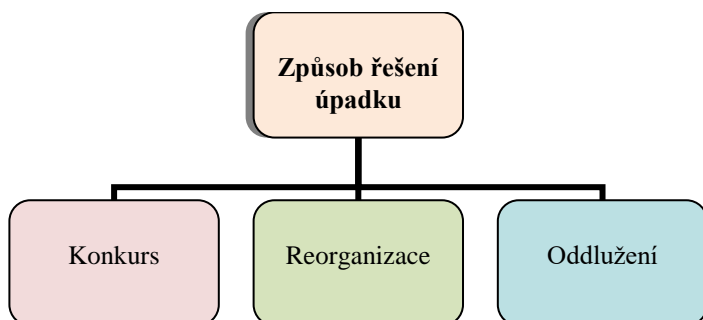 Způsob řešení
úpadku
Konkurs
Reorganizace
Oddlužení